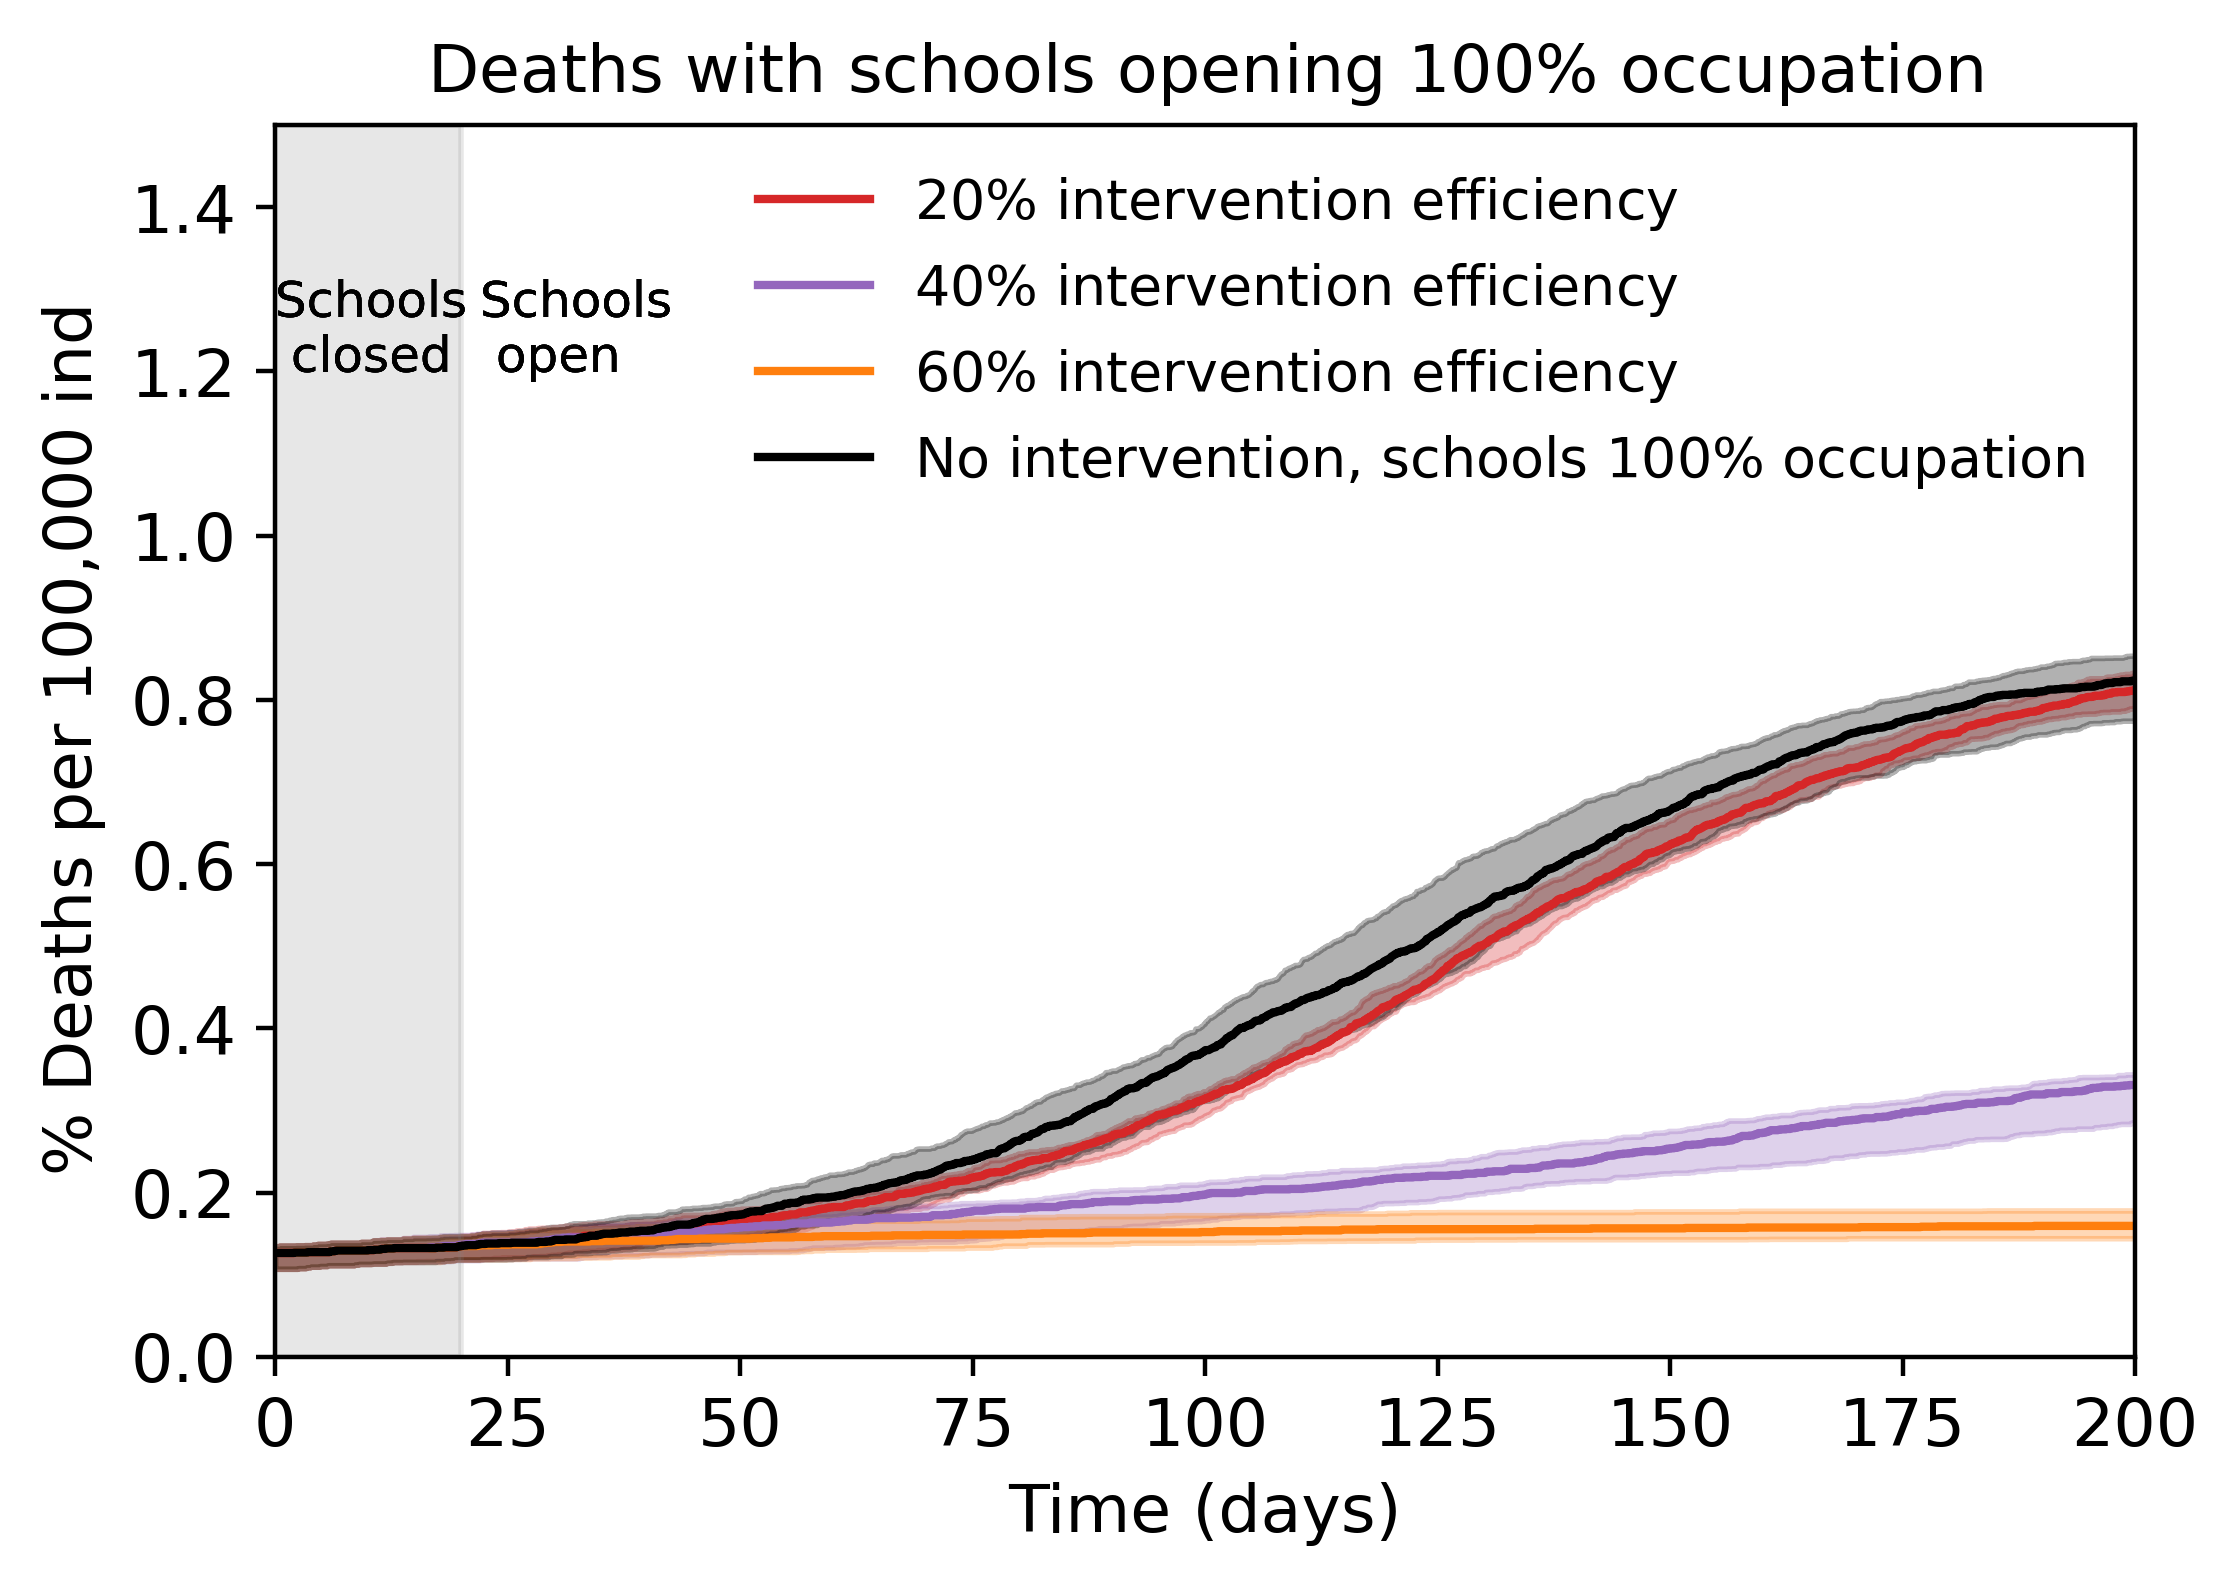 Deaths with schools opening 100% occupation
% Deaths per 100,000 ind
1.4
1.2
1.0
0.8
0.6
0.4
0.2
0.0
Schools
closed
Schools
open
20% intervention efficiency
40% intervention efficiency
60% intervention efficiency
No intervention, schools 100% occupation
0 25 50 75 100 125 150 175 200
Time (days)